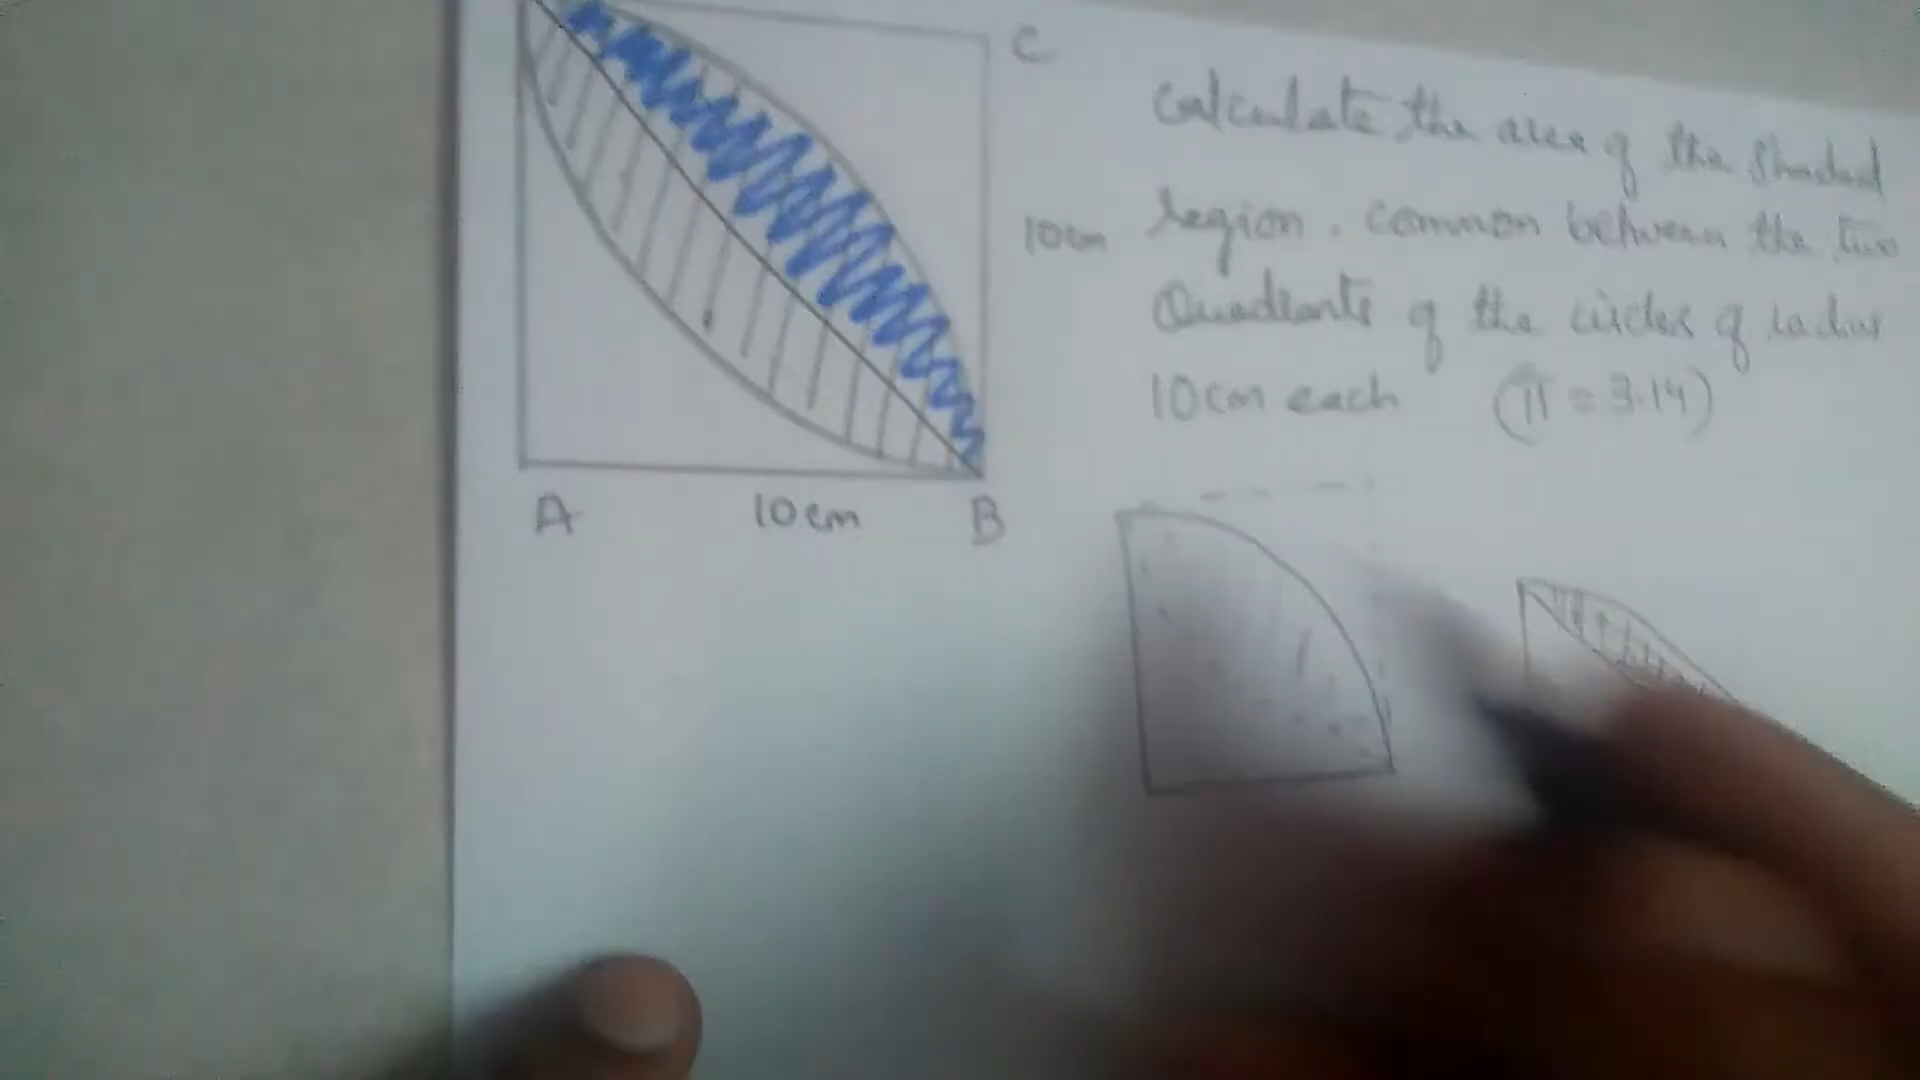 C
Calculate the area of the shaded
10cm
region. common between the two
Quadrants of the circles of radius
10cm each (π = 3.14)
A 10cm B